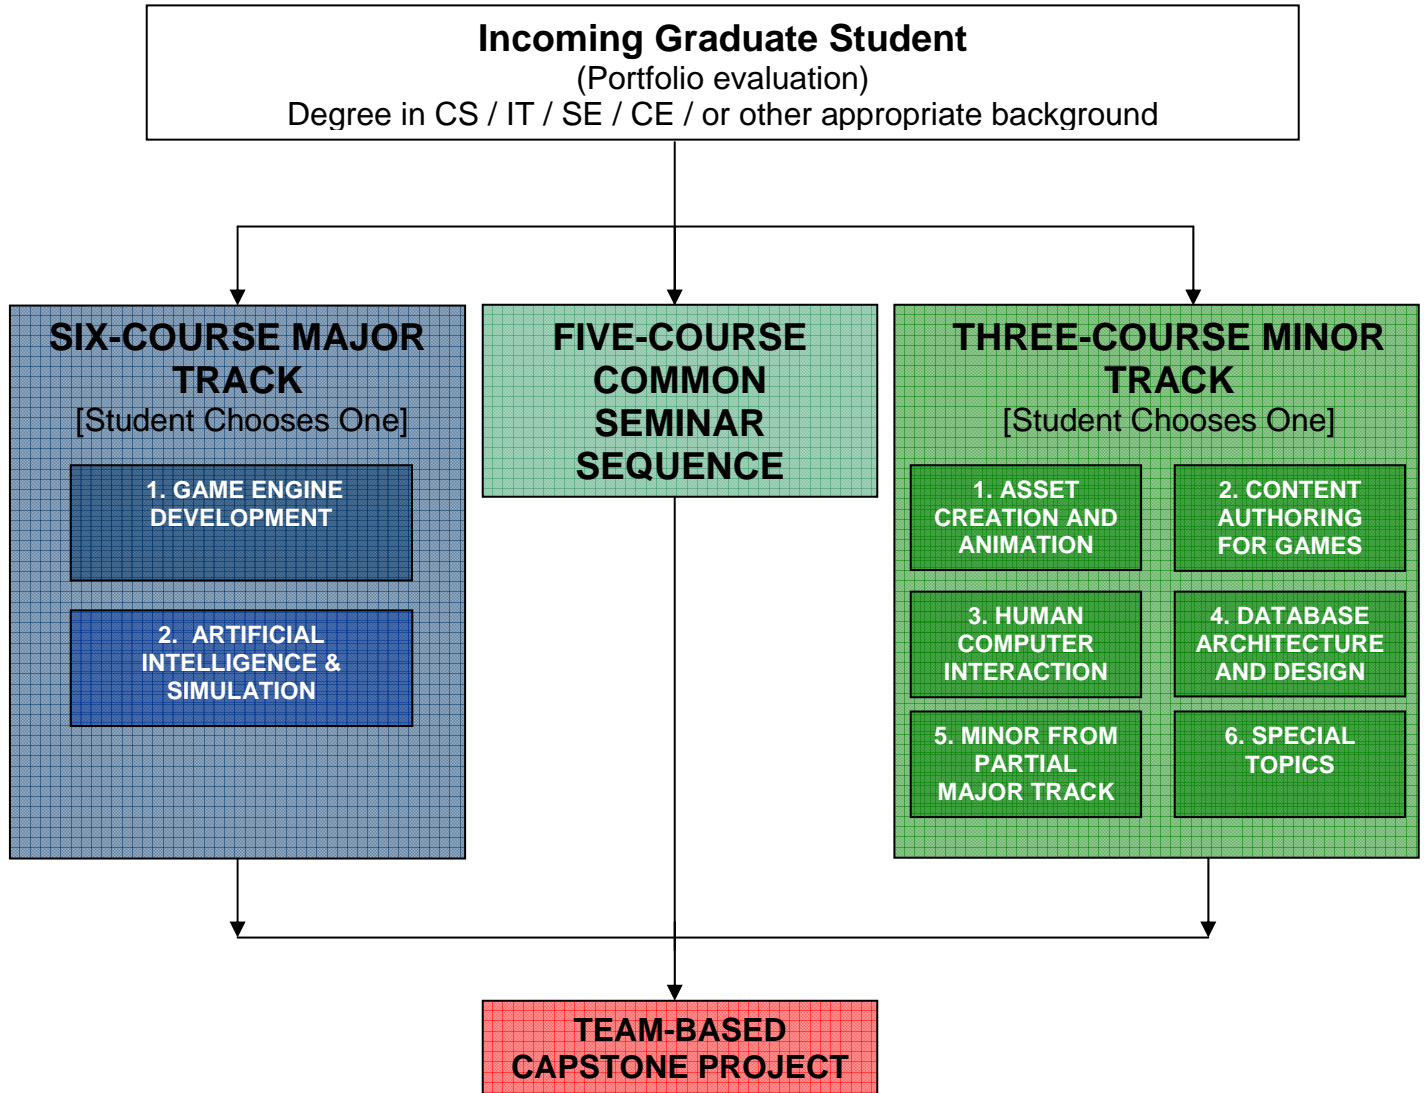 Incoming Graduate Student
(Portfolio evaluation)
Degree in CS / IT / SE / CE / or other appropriate background
SIX-COURSE MAJOR
TRACK
[Student Chooses One]
1. GAME ENGINE
DEVELOPMENT
2. ARTIFICIAL
INTELLIGENCE &
SIMULATION
FIVE-COURSE
COMMON
SEMINAR
SEQUENCE
THREE-COURSE MINOR
TRACK
[Student Chooses One]
1. ASSET
CREATION AND
ANIMATION
2. CONTENT
AUTHORING
FOR GAMES
3. HUMAN
COMPUTER
INTERACTION
4. DATABASE
ARCHITECTURE
AND DESIGN
5. MINOR FROM
PARTIAL
MAJOR TRACK
6. SPECIAL
TOPICS
TEAM-BASED
CAPSTONE PROJECT